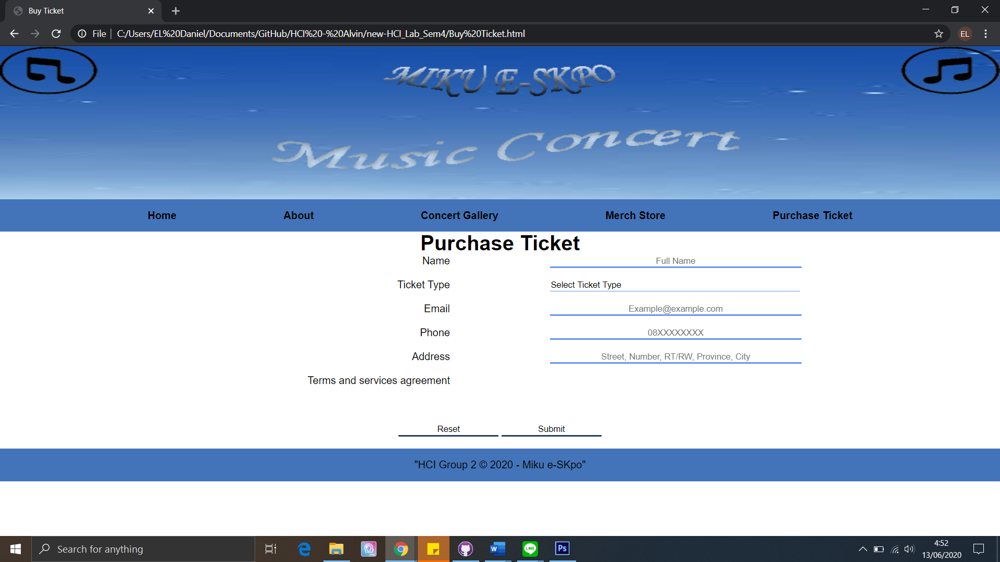 Buy Ticket
File
C:/Users/EL%20Daniel/Documents/GitHub/HCI%20-%20Alvin/new-HCI_Lab_Sem4/Buy%20Ticket.html
EL
MIKU E-SKPO
Music Concert
Home About Concert Gallery Merch Store Purchase Ticket
Purchase Ticket
Name Full Name
Ticket Type Select Ticket Type
Email Example@example.com
Phone 08XXXXXXXX
Address Street, Number, RT/RW, Province, City
Terms and services agreement
Reset Submit
"HCI Group 2 © 2020 - Miku e-SKpo"
Search for anything
W
LINE
Ps
4:52
13/06/2020